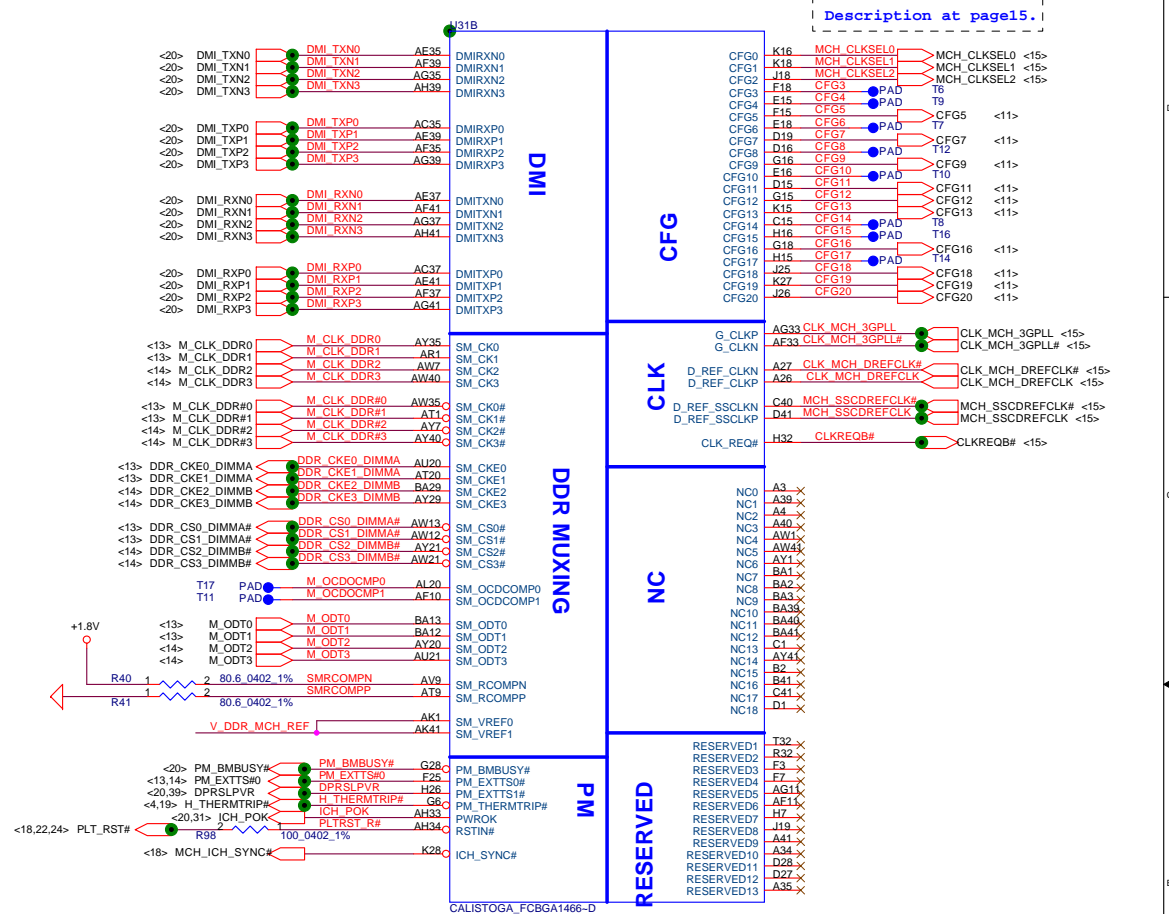 Description at page15.
U31B
<20> DMI_TXN0 DMI_TXN0 AE35 DMIRXN0
<20> DMI_TXN1 DMI_TXN1 AF39 DMIRXN1
<20> DMI_TXN2 DMI_TXN2 AG35 DMIRXN2
<20> DMI_TXN3 DMI_TXN3 AH39 DMIRXN3
<20> DMI_TXP0 DMI_TXP0 AC35 DMIRXP0
<20> DMI_TXP1 DMI_TXP1 AE39 DMIRXP1
<20> DMI_TXP2 DMI_TXP2 AF35 DMIRXP2
<20> DMI_TXP3 DMI_TXP3 AG39 DMIRXP3
<20> DMI_RXN0 DMI_RXN0 AE37 DMITXN0
<20> DMI_RXN1 DMI_RXN1 AF41 DMITXN1
<20> DMI_RXN2 DMI_RXN2 AG37 DMITXN2
<20> DMI_RXN3 DMI_RXN3 AH41 DMITXN3
<20> DMI_RXP0 DMI_RXP0 AC37 DMITXP0
<20> DMI_RXP1 DMI_RXP1 AE41 DMITXP1
<20> DMI_RXP2 DMI_RXP2 AF37 DMITXP2
<20> DMI_RXP3 DMI_RXP3 AG41 DMITXP3
DMI
<13> M_CLK_DDR0 M_CLK_DDR0 AY35 SM_CK0
<13> M_CLK_DDR1 M_CLK_DDR1 AR1 SM_CK1
<14> M_CLK_DDR2 M_CLK_DDR2 AW7 SM_CK2
<14> M_CLK_DDR3 M_CLK_DDR3 AW40 SM_CK3
<13> M_CLK_DDR#0 M_CLK_DDR#0 AW35 SM_CK0#
<13> M_CLK_DDR#1 M_CLK_DDR#1 AT1 SM_CK1#
<14> M_CLK_DDR#2 M_CLK_DDR#2 AY7 SM_CK2#
<14> M_CLK_DDR#3 M_CLK_DDR#3 AY40 SM_CK3#
<13> DDR_CKE0_DIMMA DDR_CKE0_DIMMA AU20 SM_CKE0
<13> DDR_CKE1_DIMMA DDR_CKE1_DIMMA AT20 SM_CKE1
<14> DDR_CKE2_DIMMB DDR_CKE2_DIMMB BA29 SM_CKE2
<14> DDR_CKE3_DIMMB DDR_CKE3_DIMMB AY29 SM_CKE3
<13> DDR_CS0_DIMMA# DDR_CS0_DIMMA# AW13 SM_CS0#
<13> DDR_CS1_DIMMA# DDR_CS1_DIMMA# AW12 SM_CS1#
<14> DDR_CS2_DIMMB# DDR_CS2_DIMMB# AY21 SM_CS2#
<14> DDR_CS3_DIMMB# DDR_CS3_DIMMB# AW21 SM_CS3#
T17 PAD M_OCDOCMP0 AL20 SM_OCDCOMP0
T11 PAD M_OCDOCMP1 AF10 SM_OCDCOMP1
<13> M_ODT0 M_ODT0 BA13 SM_ODT0
<13> M_ODT1 M_ODT1 BA12 SM_ODT1
<14> M_ODT2 M_ODT2 AY20 SM_ODT2
<14> M_ODT3 M_ODT3 AU21 SM_ODT3
+1.8V
R40 1 2 80.6_0402_1% SMRCOMPN AV9 SM_RCOMPN
R41 1 2 80.6_0402_1% SMRCOMPP AT9 SM_RCOMPP
V_DDR_MCH_REF AK1 SM_VREF0
AK41 SM_VREF1
DDR MUXING
<20> PM_BMBUSY# PM_BMBUSY# G28 PM_BMBUSY#
<13,14> PM_EXTTS#0 PM_EXTTS#0 F25 PM_EXTTS0#
<20,39> DPRSLPVR DPRSLPVR H26 PM_EXTTS1#
<4,19> H_THERMTRIP# H_THERMTRIP# G6 PM_THERMTRIP#
<20,31> ICH_POK ICH_POK AH33 PWROK
<18,22,24> PLT_RST# R98 2 1 100_0402_1% PLTRST_R# AH34 RSTIN#
<18> MCH_ICH_SYNC# K28 ICH_SYNC#
PM
CFG0 K16 MCH_CLKSEL0 MCH_CLKSEL0 <15>
CFG1 K18 MCH_CLKSEL1 MCH_CLKSEL1 <15>
CFG2 J18 MCH_CLKSEL2 MCH_CLKSEL2 <15>
CFG3 F18 CFG3 PAD T6
CFG4 E15 CFG4 PAD T9
CFG5 F15 CFG5 CFG5 <11>
CFG6 E18 CFG6 PAD T7
CFG7 D19 CFG7 CFG7 <11>
CFG8 D16 CFG8 PAD T12
CFG9 G16 CFG9 CFG9 <11>
CFG10 E16 CFG10 PAD T10
CFG11 D15 CFG11 CFG11 <11>
CFG12 G15 CFG12 CFG12 <11>
CFG13 K15 CFG13 CFG13 <11>
CFG14 C15 CFG14 PAD T8
CFG15 H16 CFG15 PAD T16
CFG16 G18 CFG16 CFG16 <11>
CFG17 H15 CFG17 PAD T14
CFG18 J25 CFG18 CFG18 <11>
CFG19 K27 CFG19 CFG19 <11>
CFG20 J26 CFG20 CFG20 <11>
CFG
G_CLKP AG33 CLK_MCH_3GPLL CLK_MCH_3GPLL <15>
G_CLKN AF33 CLK_MCH_3GPLL# CLK_MCH_3GPLL# <15>
D_REF_CLKN A27 CLK_MCH_DREFCLK# CLK_MCH_DREFCLK# <15>
D_REF_CLKP A26 CLK_MCH_DREFCLK CLK_MCH_DREFCLK <15>
D_REF_SSCLKN C40 MCH_SSCDREFCLK# MCH_SSCDREFCLK# <15>
D_REF_SSCLKP D41 MCH_SSCDREFCLK MCH_SSCDREFCLK <15>
CLK_REQ# H32 CLKREQB# CLKREQB# <15>
CLK
NC0 A3
NC1 A39
NC2 A4
NC3 A40
NC4 AW1
NC5 AW41
NC6 AY1
NC7 BA1
NC8 BA2
NC9 BA3
NC10 BA39
NC11 BA40
NC12 BA41
NC13 C1
NC14 AY41
NC15 B2
NC16 B41
NC17 C41
NC18 D1
NC
RESERVED1 T32
RESERVED2 R32
RESERVED3 F3
RESERVED4 F7
RESERVED5 AG11
RESERVED6 AF11
RESERVED7 H7
RESERVED8 J19
RESERVED9 A41
RESERVED10 A34
RESERVED11 D28
RESERVED12 D27
RESERVED13 A35
RESERVED
CALISTOGA_FCBGA1466~D